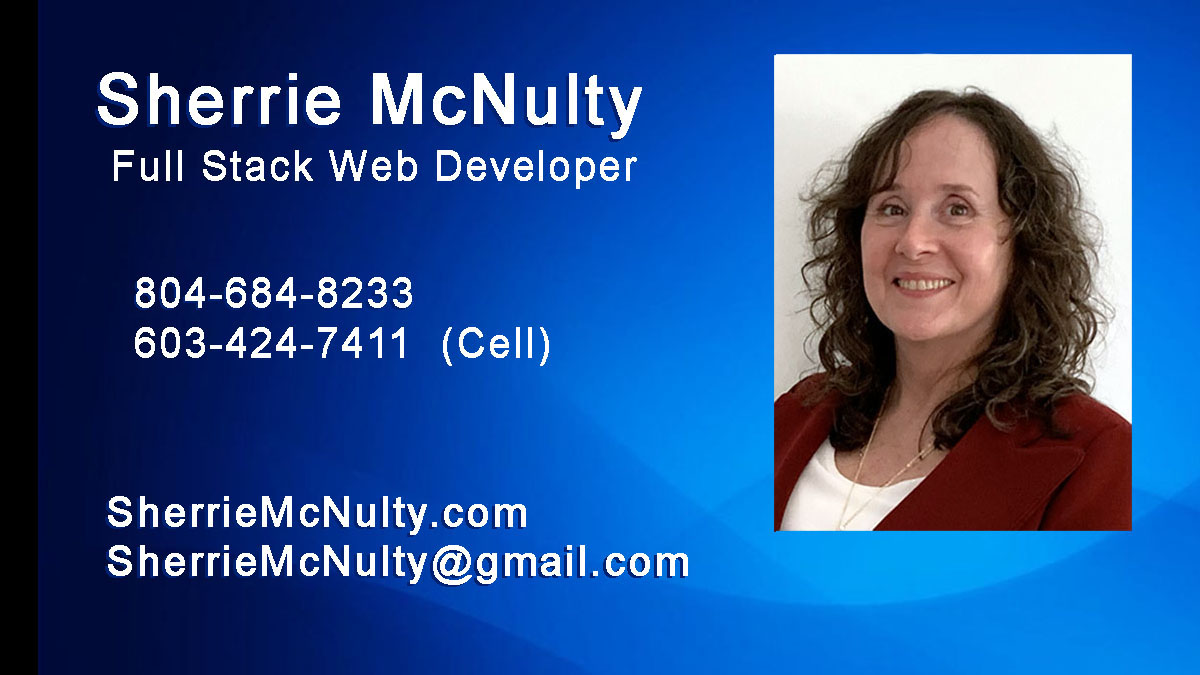 Sherrie McNulty
Full Stack Web Developer
804-684-8233
603-424-7411 (Cell)
SherrieMcNulty.com
SherrieMcNulty@gmail.com